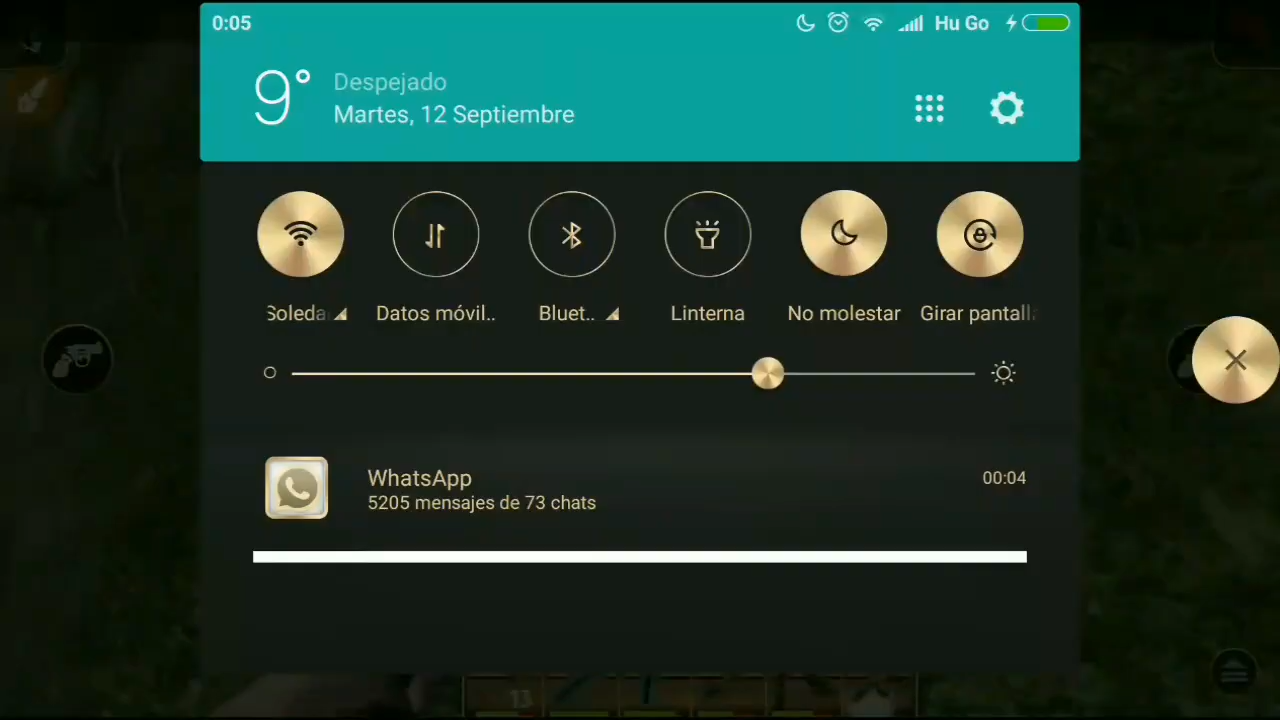 0:05
Hu Go
9°
Despejado
Martes, 12 Septiembre
Soleda
Datos móvil..
Bluet..
Linterna
No molestar
Girar pantall
WhatsApp
00:04
5205 mensajes de 73 chats
13